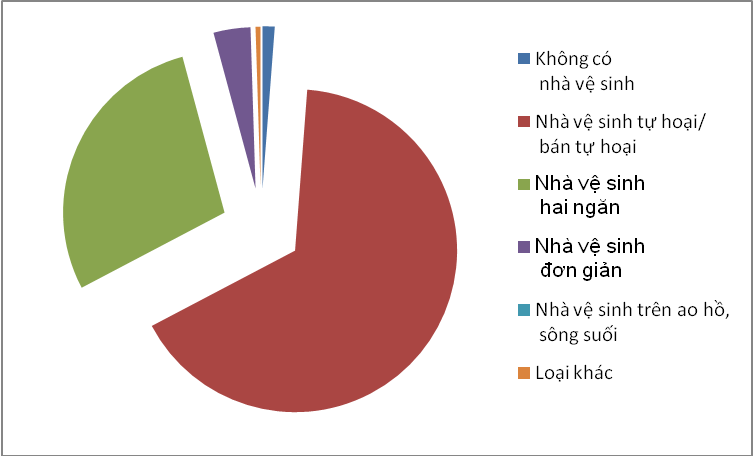 Không có
nhà vệ sinh
Nhà vệ sinh tự hoại/
bán tự hoại
Nhà vệ sinh
hai ngăn
Nhà vệ sinh
đơn giản
Nhà vệ sinh trên ao hồ,
sông suối
Loại khác